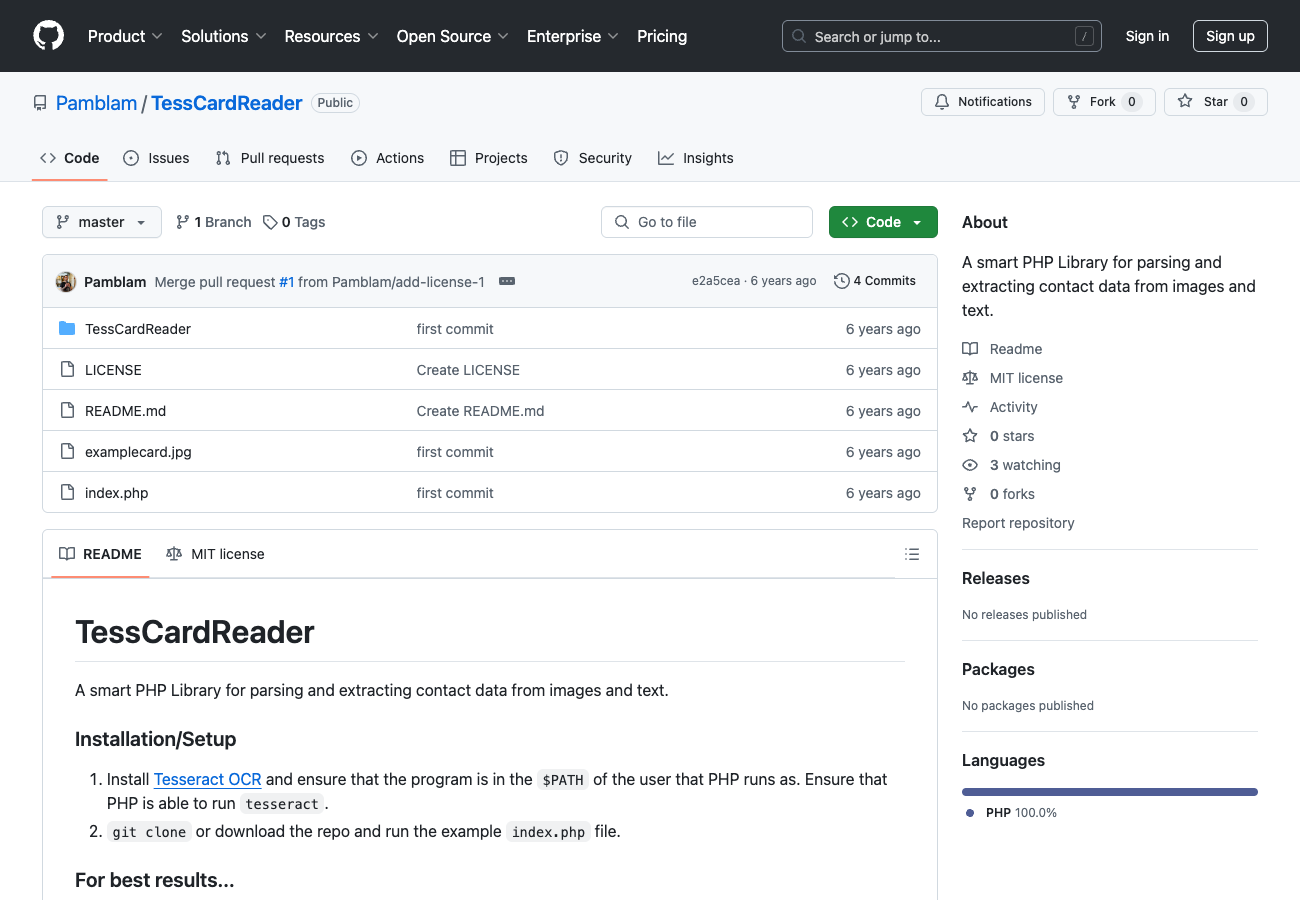 Product Solutions Resources Open Source Enterprise Pricing Search or jump to... / Sign in Sign up
Pamblam / TessCardReader Public Notifications Fork 0 Star 0
Code Issues Pull requests Actions Projects Security Insights
master 1 Branch 0 Tags Go to file Code
Pamblam Merge pull request #1 from Pamblam/add-license-1 e2a5cea · 6 years ago 4 Commits
TessCardReader first commit 6 years ago
LICENSE Create LICENSE 6 years ago
README.md Create README.md 6 years ago
examplecard.jpg first commit 6 years ago
index.php first commit 6 years ago
README MIT license
TessCardReader
A smart PHP Library for parsing and extracting contact data from images and text.
Installation/Setup
1. Install Tesseract OCR and ensure that the program is in the $PATH of the user that PHP runs as. Ensure that
PHP is able to run tesseract.
2. git clone or download the repo and run the example index.php file.
For best results...
About
A smart PHP Library for parsing and
extracting contact data from images and
text.
Readme
MIT license
Activity
0 stars
3 watching
0 forks
Report repository
Releases
No releases published
Packages
No packages published
Languages
PHP 100.0%